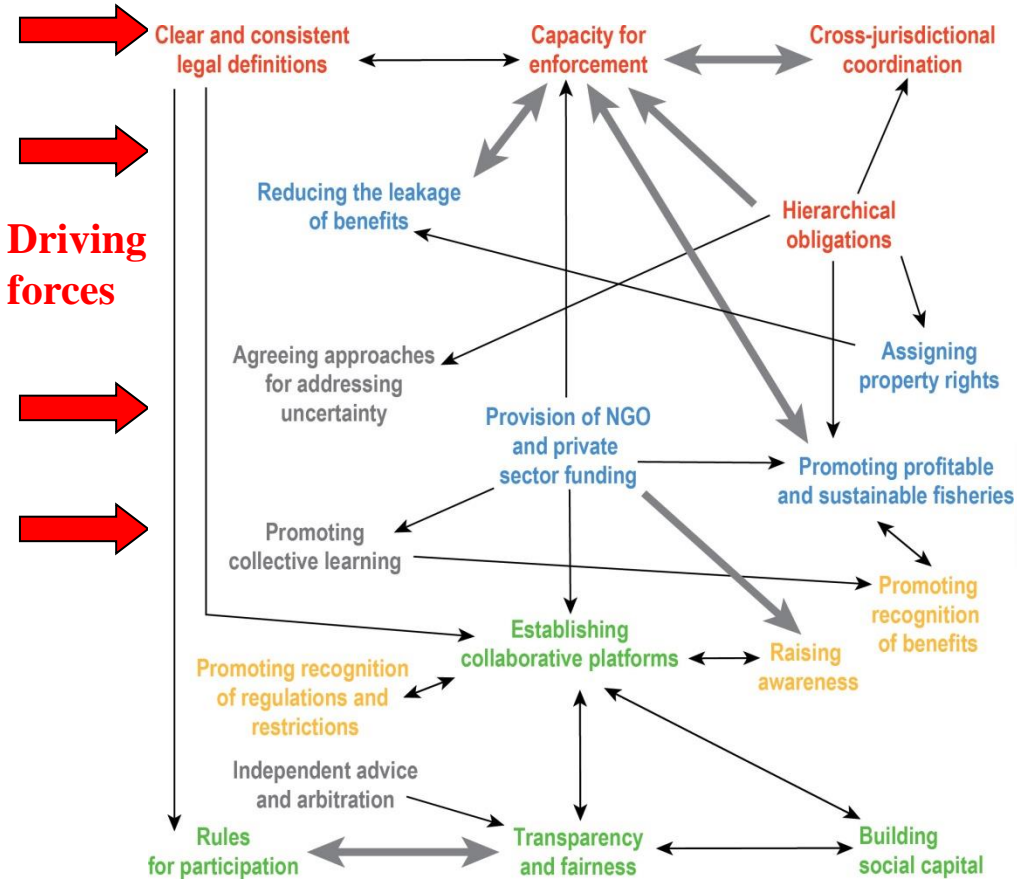 Clear and consistent
legal definitions
Capacity for
enforcement
Cross-jurisdictional
coordination
Reducing the leakage
of benefits
Hierarchical
obligations
Driving
forces
Agreeing approaches
for addressing
uncertainty
Assigning
property rights
Provision of NGO
and private
sector funding
Promoting profitable
and sustainable fisheries
Promoting
collective learning
Promoting
recognition
of benefits
Establishing
collaborative platforms
Raising
awareness
Promoting recognition
of regulations and
restrictions
Independent advice
and arbitration
Rules
for participation
Transparency
and fairness
Building
social capital